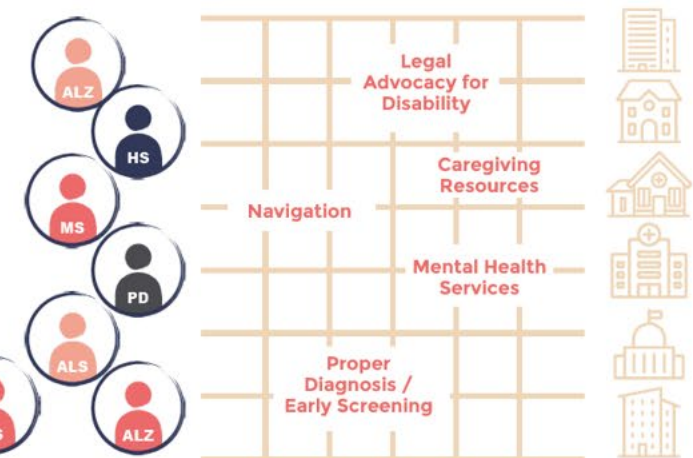 ALZ
HS
MS
PD
ALS
ALZ
Legal
Advocacy for
Disability
Caregiving
Resources
Navigation
Mental Health
Services
Proper
Diagnosis /
Early Screening